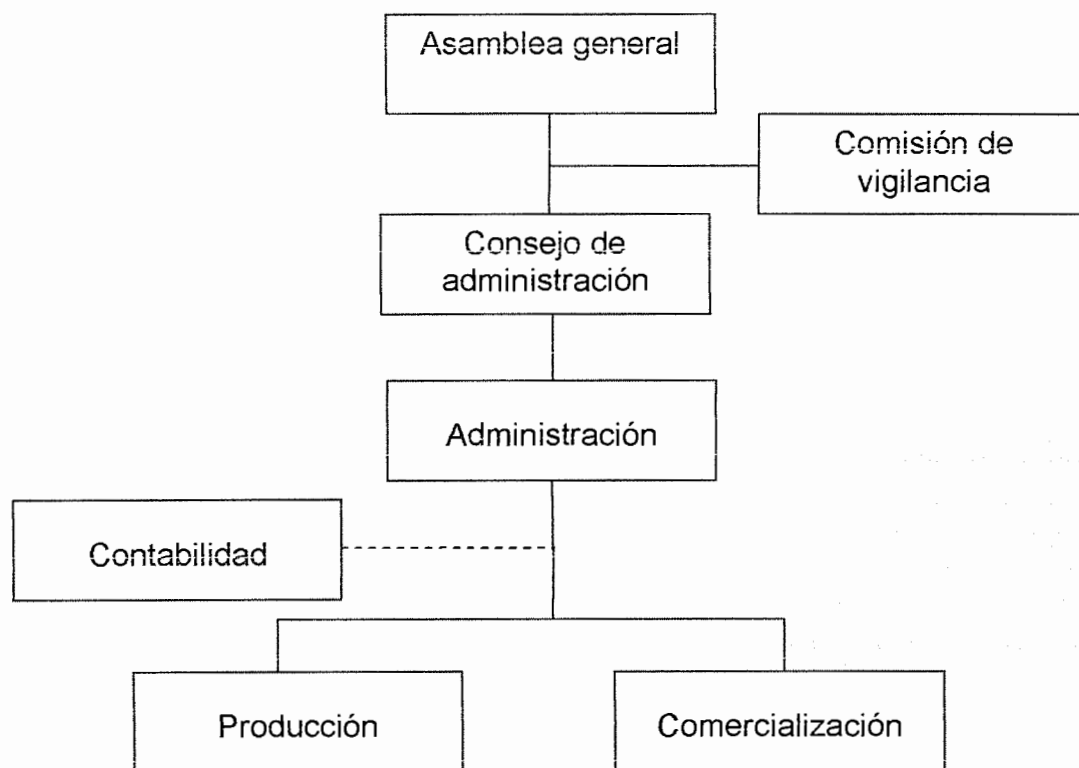 Asamblea general
Comisión de
vigilancia
Consejo de
administración
Administración
Contabilidad
Producción
Comercialización